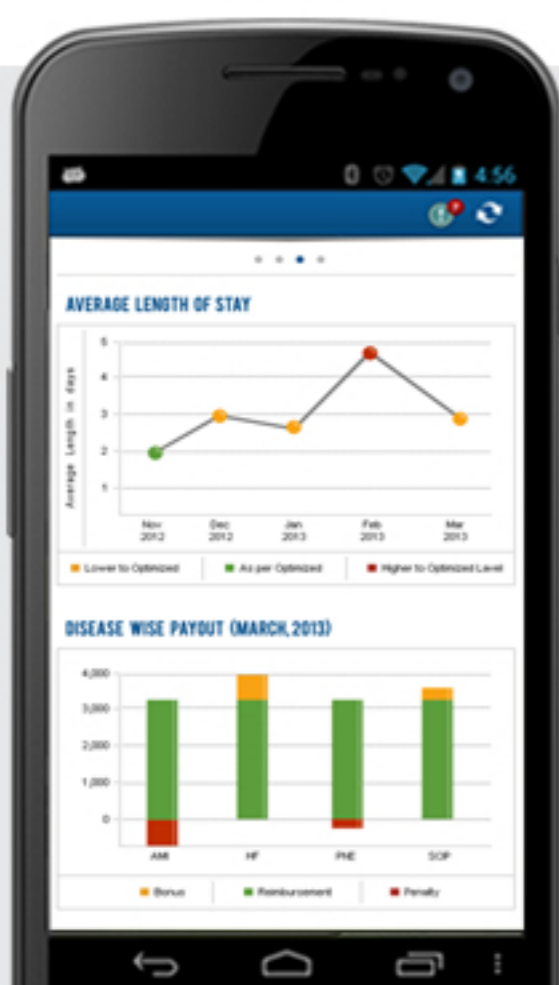 4:56
AVERAGE LENGTH OF STAY
Average Length in days
5
4
3
2
1
Nov 2012
Dec 2012
Jan 2013
Feb 2013
Mar 2013
Lower to Optimized
As per Optimized
Higher to Optimized Level
DISEASE WISE PAYOUT (MARCH, 2013)
4,000
3,000
2,000
1,000
0
AMI
HF
PNE
SOP
Bonus
Reimbursement
Penalty